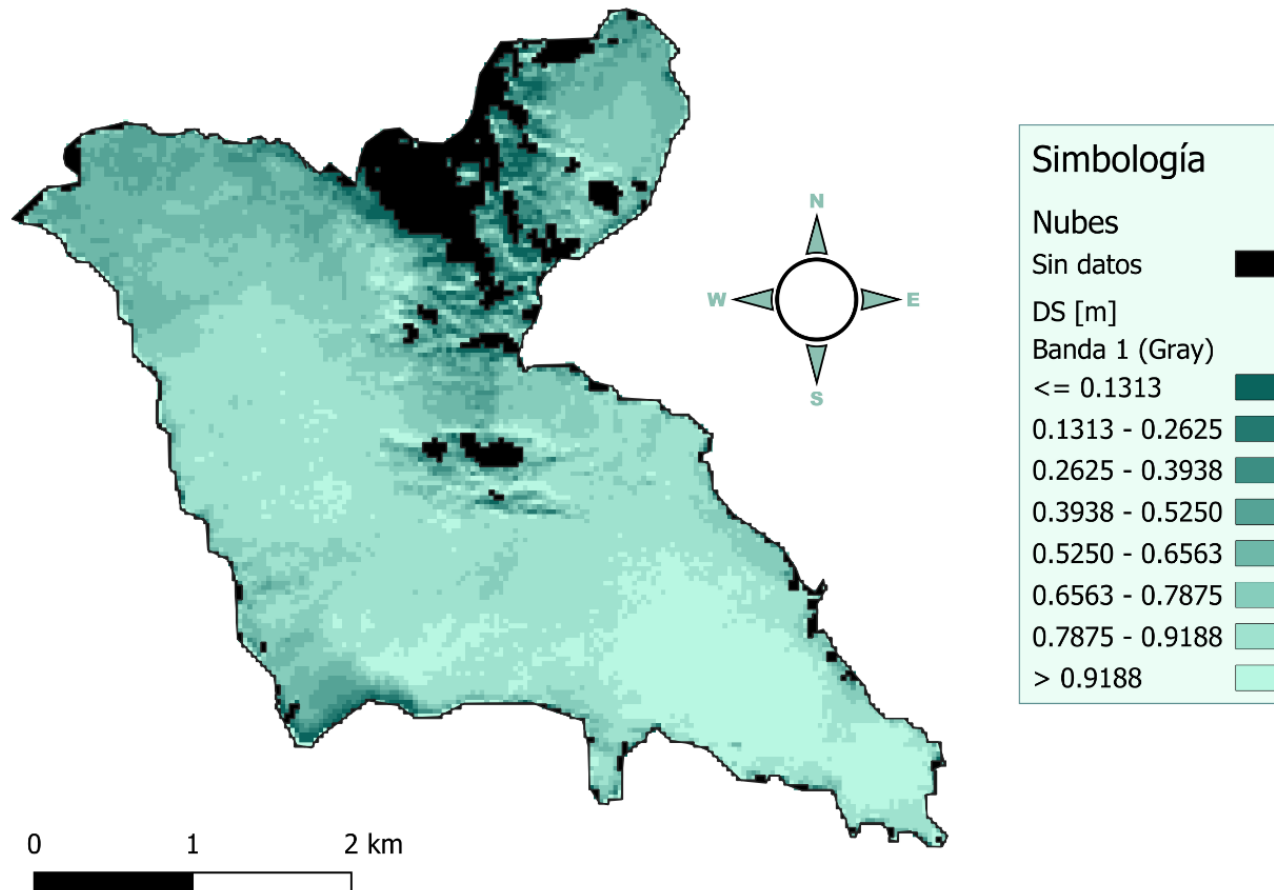 N
W E
S
Simbología
Nubes
Sin datos
DS [m]
Banda 1 (Gray)
<= 0.1313
0.1313 - 0.2625
0.2625 - 0.3938
0.3938 - 0.5250
0.5250 - 0.6563
0.6563 - 0.7875
0.7875 - 0.9188
> 0.9188
0 1 2 km